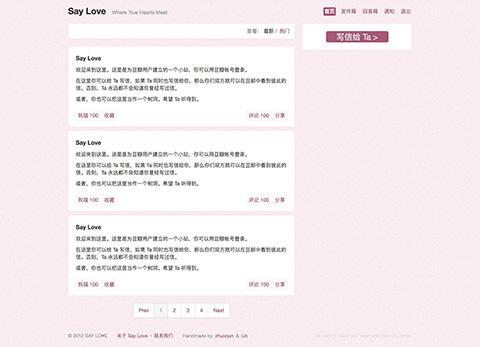 Say Love Where True Hearts Meet
首页 发件箱 回音箱 通知 退出
查看: 最新 / 热门
写信给 Ta >
Say Love
欢迎来到这里。这里是为豆瓣用户建立的一个小站，你可以用豆瓣帐号登录。
在这里你可以给 Ta 写信，如果 Ta 同时也写信给你，那么你们双方就可以在豆邮中看到彼此的
信。否则，Ta 永远都不会知道你曾经写过信。
或者，你也可以把这里当作一个树洞，希望 Ta 听得到。
祝福 100 收藏 评论 100 分享
Say Love
欢迎来到这里。这里是为豆瓣用户建立的一个小站，你可以用豆瓣帐号登录。
在这里你可以给 Ta 写信，如果 Ta 同时也写信给你，那么你们双方就可以在豆邮中看到彼此的
信。否则，Ta 永远都不会知道你曾经写过信。
或者，你也可以把这里当作一个树洞，希望 Ta 听得到。
祝福 100 收藏 评论 100 分享
Say Love
欢迎来到这里。这里是为豆瓣用户建立的一个小站，你可以用豆瓣帐号登录。
在这里你可以给 Ta 写信，如果 Ta 同时也写信给你，那么你们双方就可以在豆邮中看到彼此的
信。否则，Ta 永远都不会知道你曾经写过信。
或者，你也可以把这里当作一个树洞，希望 Ta 听得到。
祝福 100 收藏 评论 100 分享
Prev 1 2 3 4 Next
© 2012 SAY LOVE 关于 Say Love · 联系我们 Handmade by zhuoqun & Lin